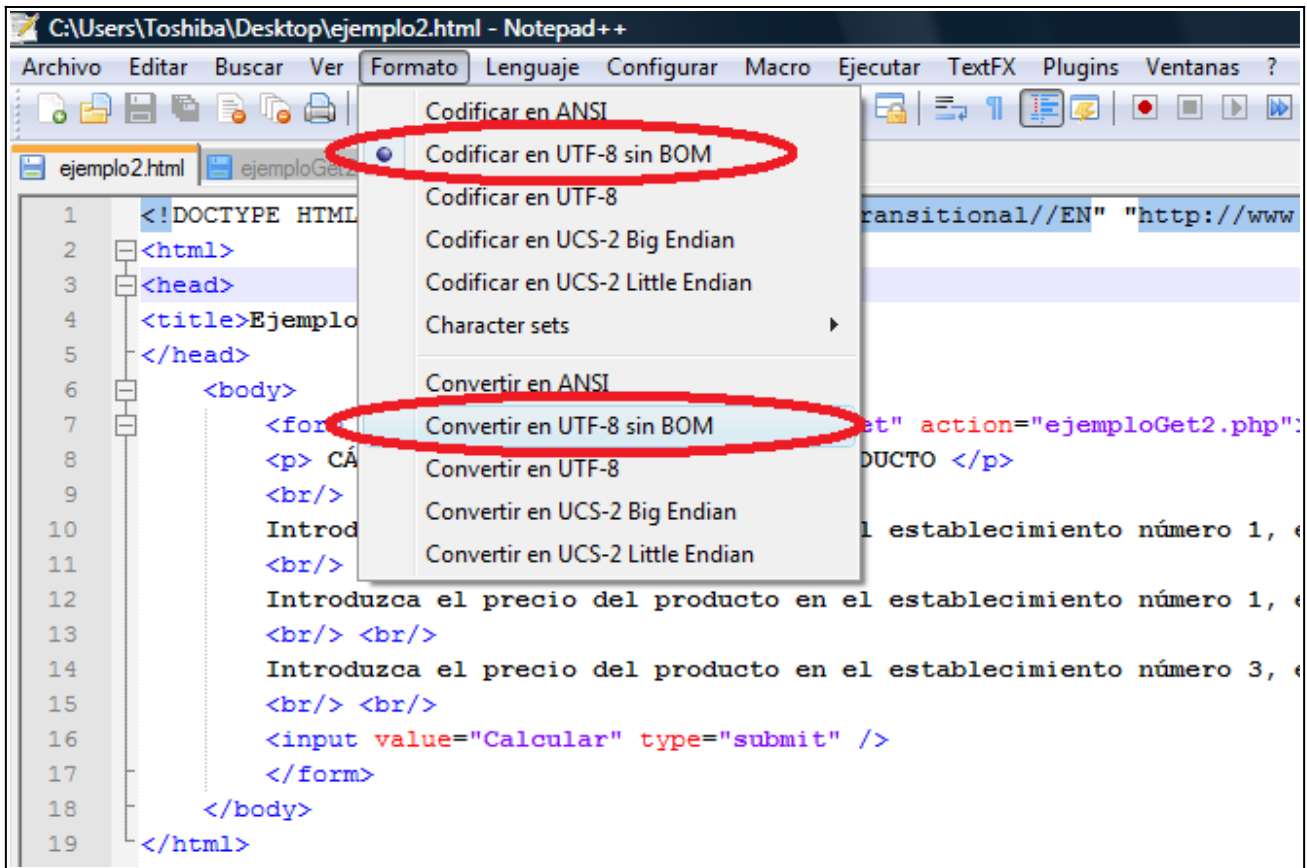 C:\Users\Toshiba\Desktop\ejemplo2.html - Notepad++
Archivo Editar Buscar Ver Formato Lenguaje Configurar Macro Ejecutar TextFX Plugins Ventanas ?
Codificar en ANSI
Codificar en UTF-8 sin BOM
Codificar en UTF-8
Codificar en UCS-2 Big Endian
Codificar en UCS-2 Little Endian
Character sets
Convertir en ANSI
Convertir en UTF-8 sin BOM
Convertir en UTF-8
Convertir en UCS-2 Big Endian
Convertir en UCS-2 Little Endian
ejemplo2.html ejemploGet2
1 <!DOCTYPE HTML ransitional//EN" "http://www
2 <html>
3 <head>
4 <title>Ejemplo
5 </head>
6 <body>
7 <for et" action="ejemploGet2.php">
8 <p> CÁ DUCTO </p>
9 <br/>
10 Introd l establecimiento número 1, e
11 <br/>
12 Introduzca el precio del producto en el establecimiento número 1, e
13 <br/> <br/>
14 Introduzca el precio del producto en el establecimiento número 3, e
15 <br/> <br/>
16 <input value="Calcular" type="submit" />
17 </form>
18 </body>
19 </html>